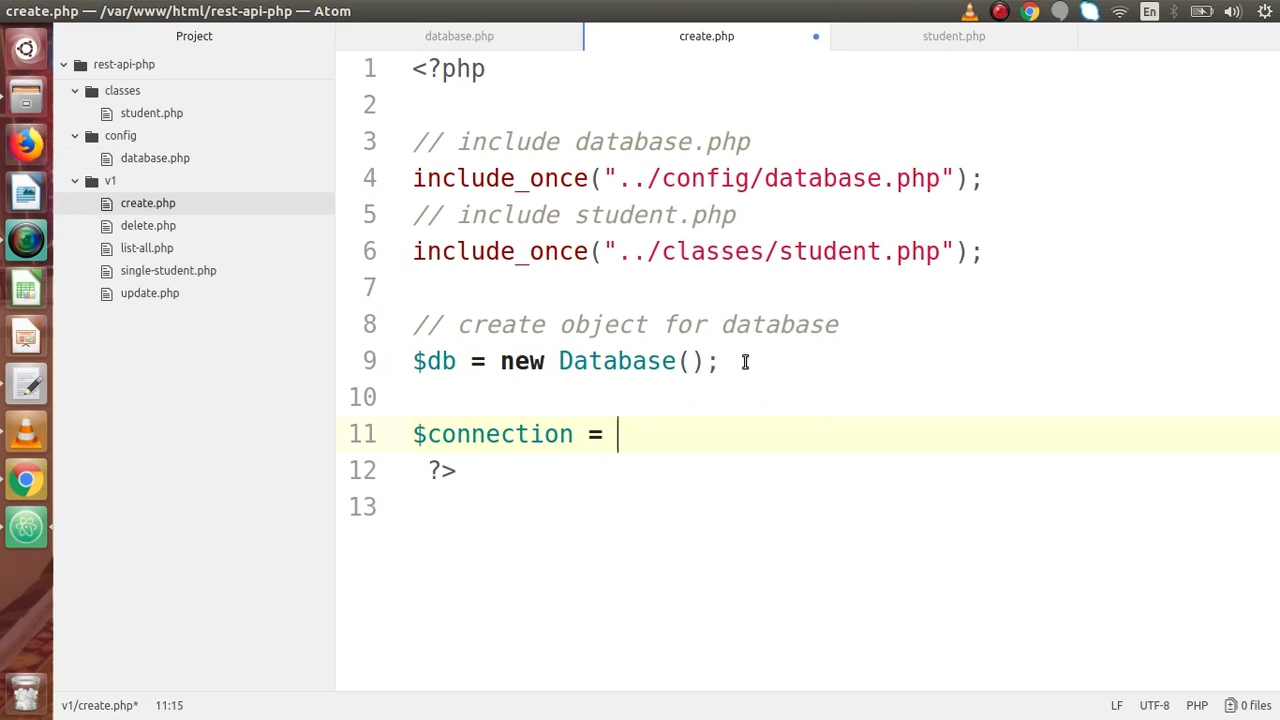 create.php — /var/www/html/rest-api-php — Atom
En
Project
database.php
create.php
student.php
rest-api-php
classes
student.php
config
database.php
v1
create.php
delete.php
list-all.php
single-student.php
update.php
1 <?php
2
3 // include database.php
4 include_once("../config/database.php");
5 // include student.php
6 include_once("../classes/student.php");
7
8 // create object for database
9 $db = new Database();
10
11 $connection =
12 ?>
13
v1/create.php* 11:15
LF UTF-8 PHP 0 files